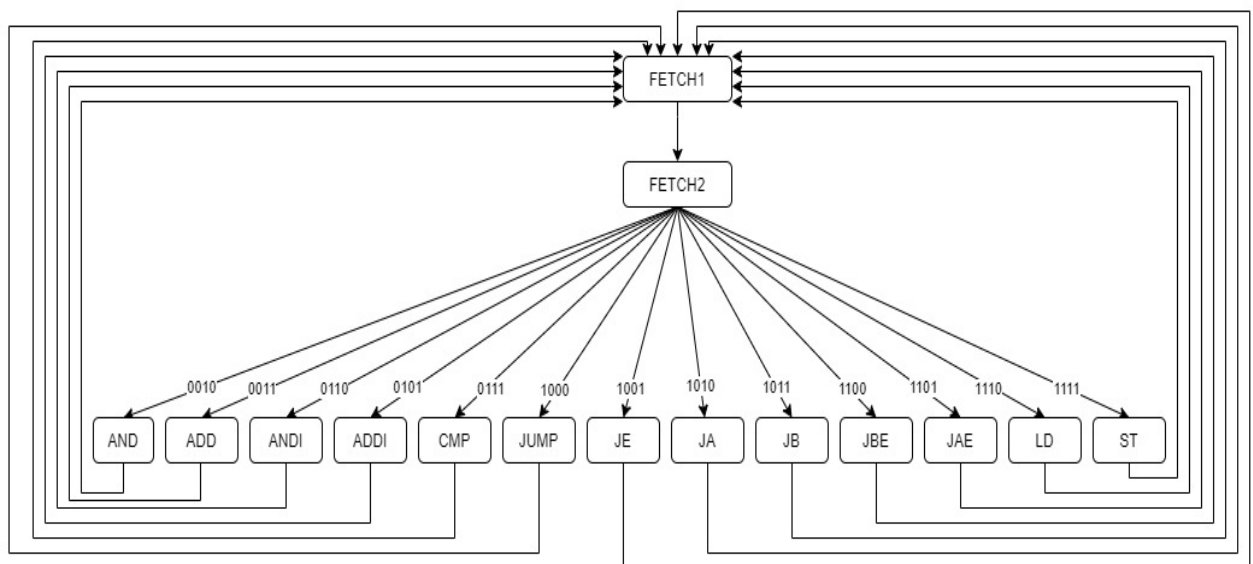 FETCH1
FETCH2
0010 0011 0110 0101 0111 1000 1001 1010 1011 1100 1101 1110 1111
AND ADD ANDI ADDI CMP JUMP JE JA JB JBE JAE LD ST